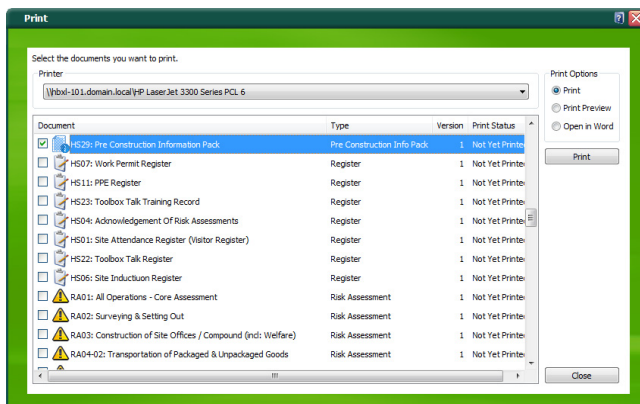 Print
Select the documents you want to print.
Printer
\\hbxl-101.domain.local\HP LaserJet 3300 Series PCL 6
Print Options
Print
Print Preview
Open in Word
Print
Document Type Version Print Status
HS29: Pre Construction Information Pack Pre Construction Info Pack 1 Not Yet Printe
HS07: Work Permit Register Register 1 Not Yet Printe
HS11: PPE Register Register 1 Not Yet Printe
HS23: Toolbox Talk Training Record Register 1 Not Yet Printe
HS04: Acknowledgement Of Risk Assessments Register 1 Not Yet Printe
HS01: Site Attendance Register (Visitor Register) Register 1 Not Yet Printe
HS22: Toolbox Talk Register Register 1 Not Yet Printe
HS06: Site Inductiuon Register Register 1 Not Yet Printe
RA01: All Operations - Core Assessment Risk Assessment 1 Not Yet Printe
RA02: Surveying & Setting Out Risk Assessment 1 Not Yet Printe
RA03: Construction of Site Offices / Compound (incl: Welfare) Risk Assessment 1 Not Yet Printe
RA04-02: Transportation of Packaged & Unpackaged Goods Risk Assessment 1 Not Yet Printe
Close